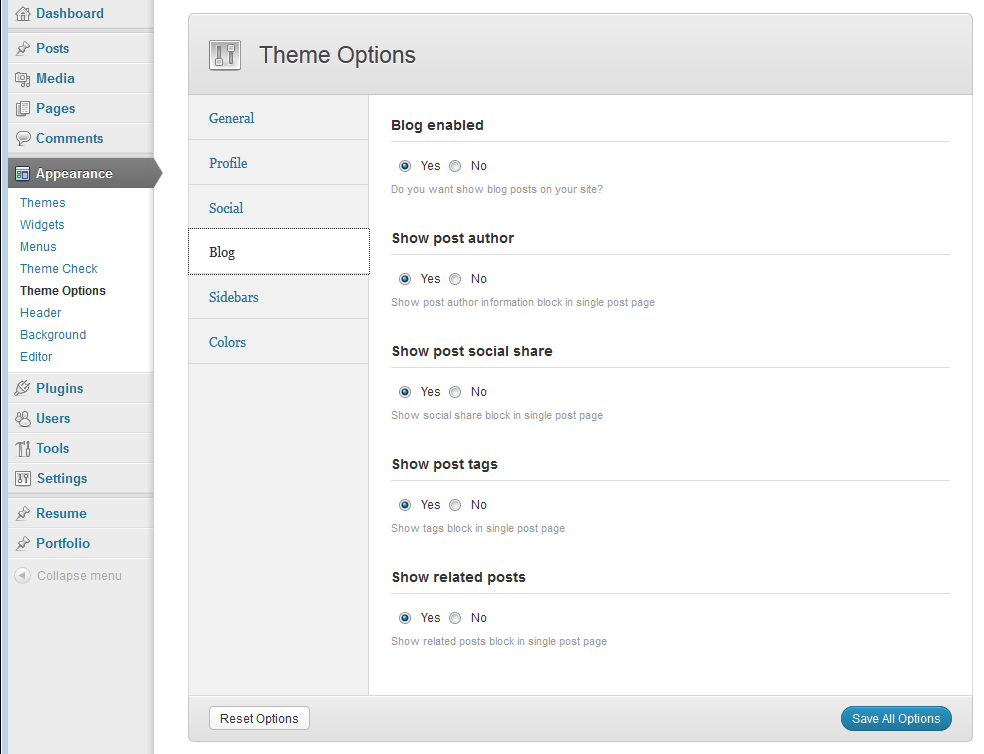 Dashboard
Posts
Media
Pages
Comments
Appearance
Themes
Widgets
Menus
Theme Check
Theme Options
Header
Background
Editor
Plugins
Users
Tools
Settings
Resume
Portfolio
Collapse menu
Theme Options
General
Profile
Social
Blog
Sidebars
Colors
Blog enabled
Yes No
Do you want show blog posts on your site?
Show post author
Yes No
Show post author information block in single post page
Show post social share
Yes No
Show social share block in single post page
Show post tags
Yes No
Show tags block in single post page
Show related posts
Yes No
Show related posts block in single post page
Reset Options
Save All Options